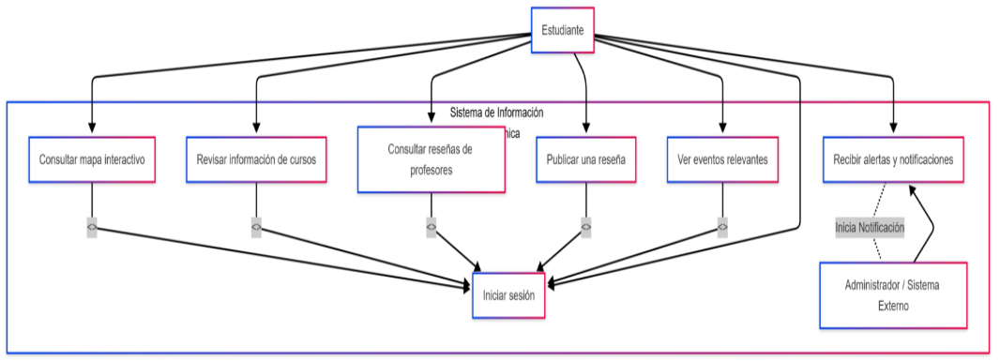 Estudiante
Sistema de Información
nica
Consultar mapa interactivo
Revisar información de cursos
Consultar reseñas de
profesores
Publicar una reseña
Ver eventos relevantes
Recibir alertas y notificaciones
<>
<>
<>
<>
<>
Inicia Notificación
Iniciar sesión
Administrador / Sistema
Externo